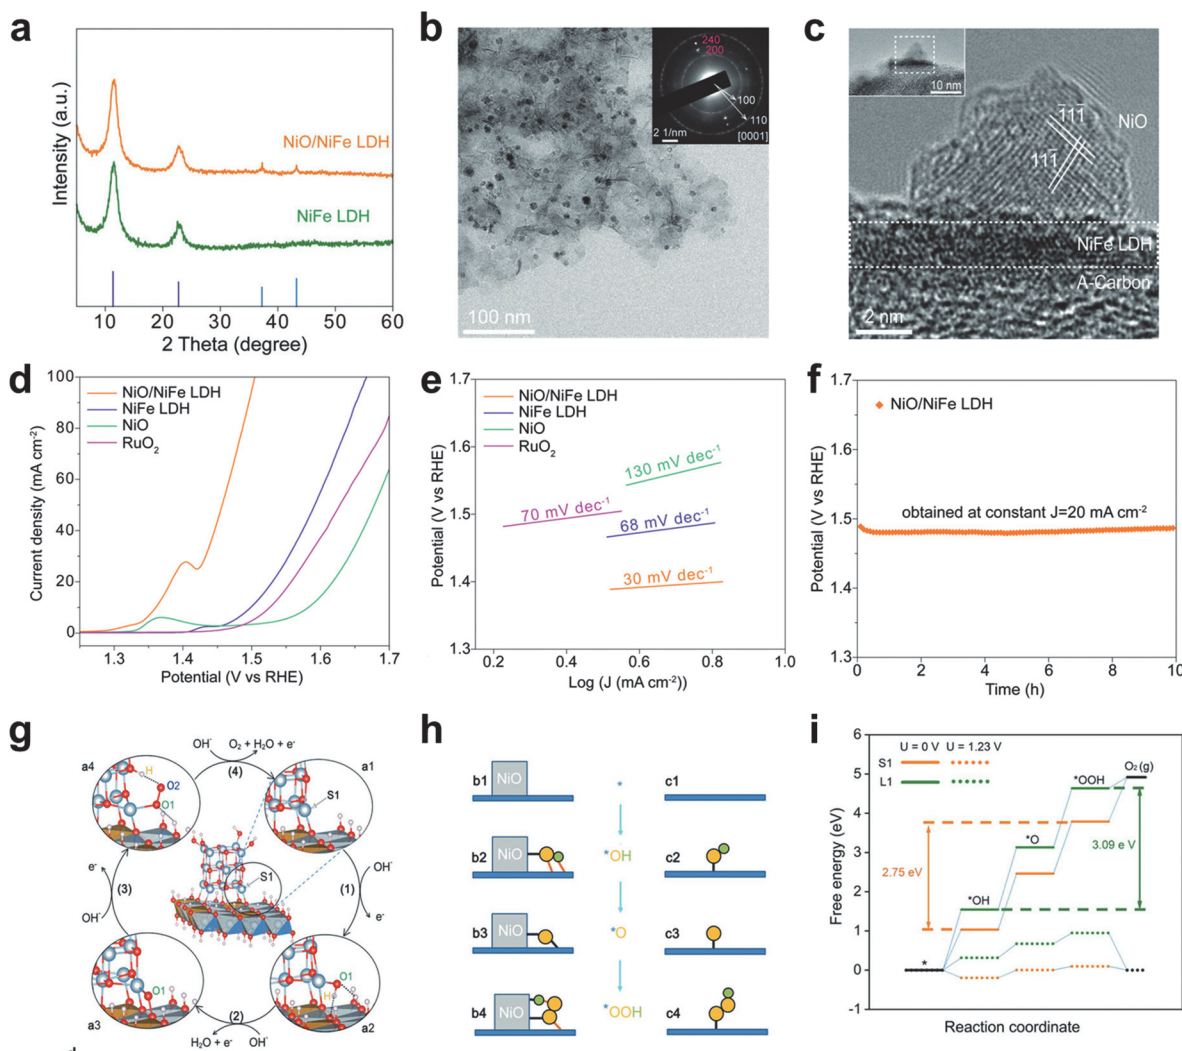 a
Intensity (a.u.)
NiO/NiFe LDH
NiFe LDH
10 20 30 40 50 60
2 Theta (degree)
b
240
200
100
110
2 1/nm
[0001]
100 nm
c
10 nm
1̄11̄
NiO
111̄
NiFe LDH
A-Carbon
2 nm
d
Current density (mA cm⁻²)
100
80
60
40
20
0
NiO/NiFe LDH
NiFe LDH
NiO
RuO₂
1.3 1.4 1.5 1.6 1.7
Potential (V vs RHE)
e
Potential (V vs RHE)
1.7
1.6
1.5
1.4
1.3
NiO/NiFe LDH
NiFe LDH
NiO
RuO₂
130 mV dec⁻¹
70 mV dec⁻¹
68 mV dec⁻¹
30 mV dec⁻¹
0.2 0.4 0.6 0.8 1.0
Log (J (mA cm⁻²))
f
Potential (V vs RHE)
1.7
1.6
1.5
1.4
1.3
NiO/NiFe LDH
obtained at constant J=20 mA cm⁻²
0 2 4 6 8 10
Time (h)
g
OH⁻
O₂ + H₂O + e⁻
(4)
a4
H
O2
O1
a1
S1
S1
e⁻
(3)
OH⁻
OH⁻
(1)
e⁻
O1
a3
O1
H
a2
(2)
H₂O + e⁻
OH⁻
h
b1
NiO
*
c1
b2
NiO
*OH
c2
b3
NiO
*O
c3
b4
NiO
*OOH
c4
i
Free energy (eV)
6
5
4
3
2
1
0
-1
U = 0 V U = 1.23 V
S1
L1
O₂ (g)
*OOH
*O
*OH
*
2.75 eV
3.09 e V
Reaction coordinate